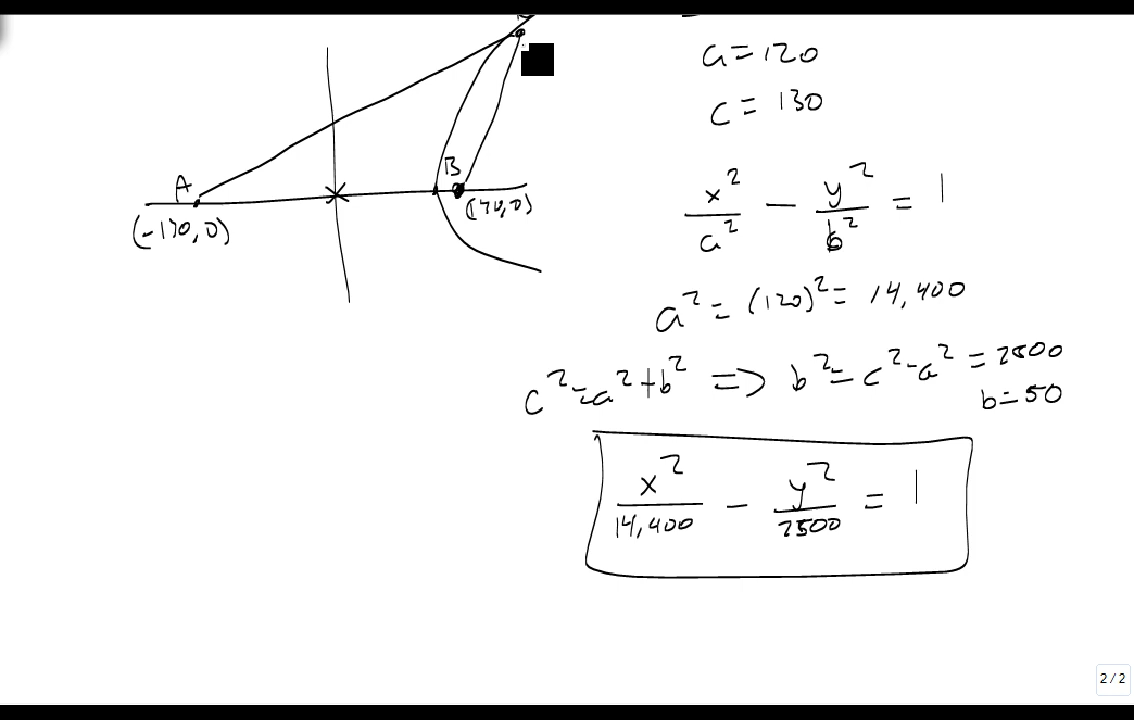 a = 120
c = 130
A
B
(-130, 0)
(130, 0)
x² / a² - y² / b² = 1
a² = (120)² = 14,400
c² = a² + b² => b² = c² - a² = 2500
b = 50
x² / 14,400 - y² / 2500 = 1
2 / 2